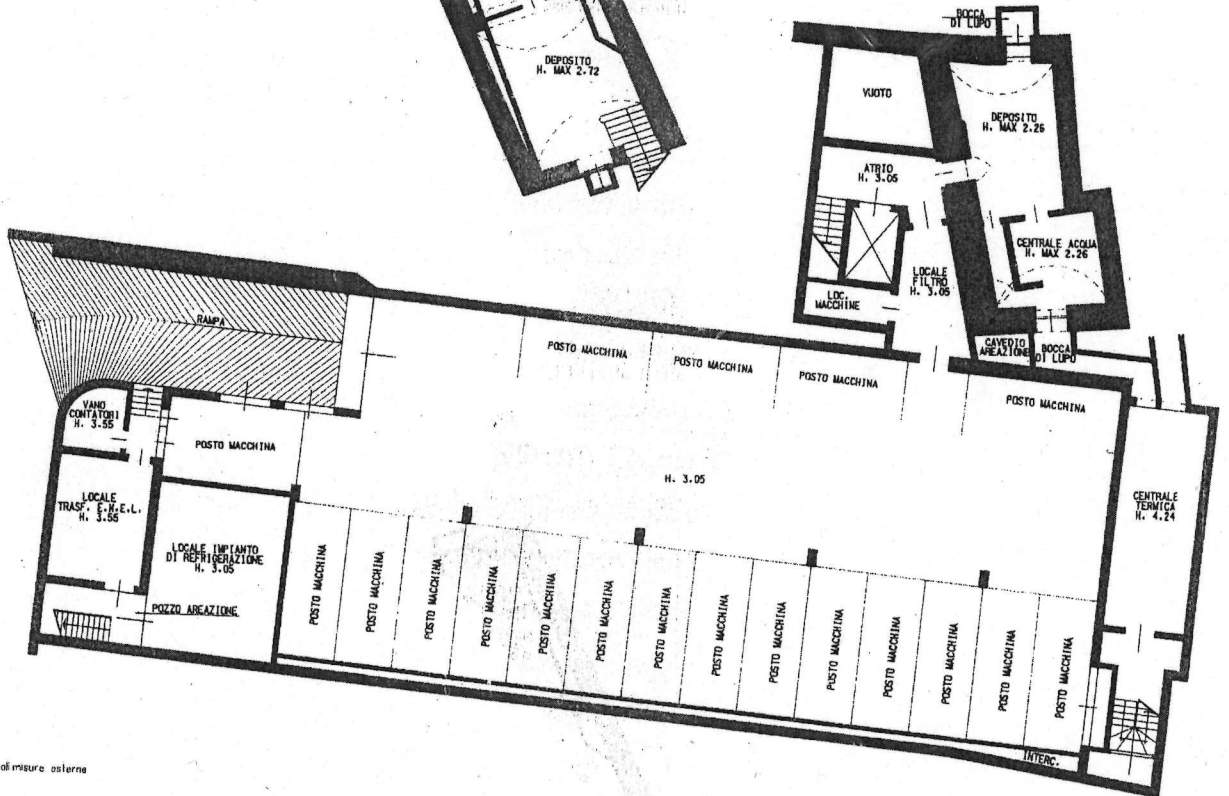 BOCCA
DI LUPO
DEPOSITO
H. MAX 2.72
VUOTO
DEPOSITO
H. MAX 2.26
ATRIO
H. 3.05
CENTRALE ACQUA
H. MAX 2.26
LOCALE
FILTRO
H. 3.05
LOC.
MACCHINE
CAVEDIO
AREAZIONE
BOCCA
DI LUPO
RAMPA
POSTO MACCHINA
POSTO MACCHINA
POSTO MACCHINA
POSTO MACCHINA
VANO
CONTATORI
H. 3.55
POSTO MACCHINA
H. 3.05
LOCALE
TRASF. E.N.E.L.
H. 3.55
CENTRALE
TERMICA
H. 4.24
LOCALE IMPIANTO
DI REFRIGERAZIONE
H. 3.05
POZZO AREAZIONE
POSTO MACCHINA
POSTO MACCHINA
POSTO MACCHINA
POSTO MACCHINA
POSTO MACCHINA
POSTO MACCHINA
POSTO MACCHINA
POSTO MACCHINA
POSTO MACCHINA
POSTO MACCHINA
POSTO MACCHINA
POSTO MACCHINA
POSTO MACCHINA
POSTO MACCHINA
INTERC.
misure esterne